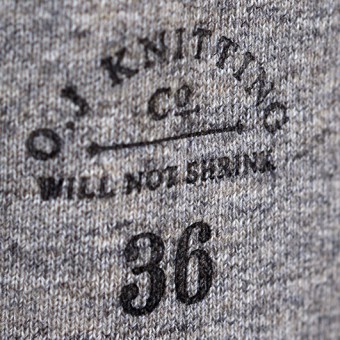 O.J KNITTING
Co
WILL NOT SHRINK
36